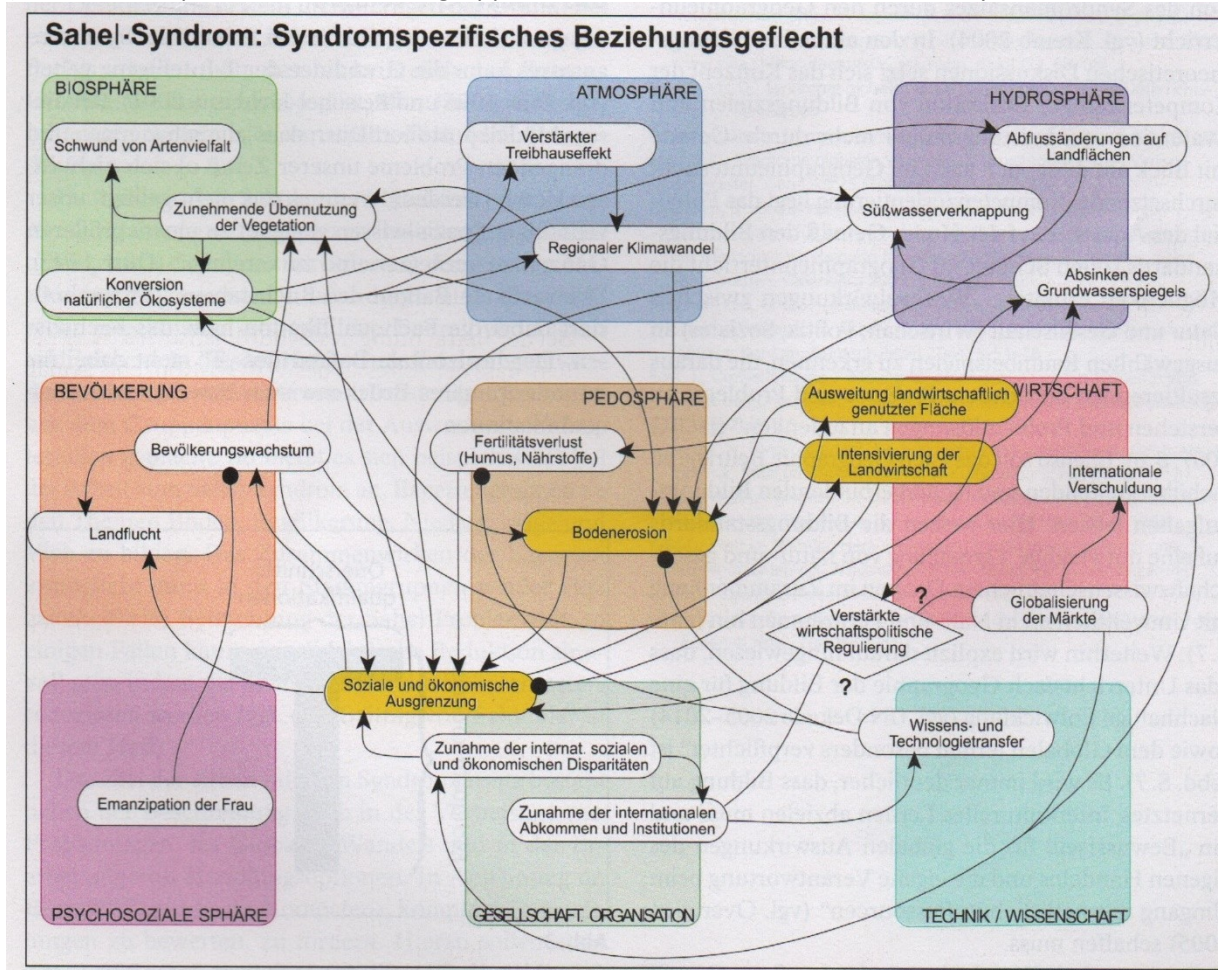 Sahel-Syndrom: Syndromspezifisches Beziehungsgeflecht
BIOSPHÄRE
Schwund von Artenvielfalt
Zunehmende Übernutzung
der Vegetation
Konversion
natürlicher Ökosysteme
ATMOSPHÄRE
Verstärkter
Treibhauseffekt
Regionaler Klimawandel
HYDROSPHÄRE
Abflussänderungen auf
Landflächen
Süßwasserverknappung
Absinken des
Grundwasserspiegels
BEVÖLKERUNG
Bevölkerungswachstum
Landflucht
PEDOSPHÄRE
Fertilitätsverlust
(Humus, Nährstoffe)
Bodenerosion
WIRTSCHAFT
Ausweitung landwirtschaftlich
genutzter Fläche
Intensivierung der
Landwirtschaft
Internationale
Verschuldung
?
Verstärkte
wirtschaftspolitische
Regulierung
Globalisierung
der Märkte
?
Soziale und ökonomische
Ausgrenzung
Zunahme der internat. sozialen
und ökonomischen Disparitäten
Zunahme der internationalen
Abkommen und Institutionen
GESELLSCHAFT. ORGANISATION
Emanzipation der Frau
PSYCHOSOZIALE SPHÄRE
Wissens- und
Technologietransfer
TECHNIK / WISSENSCHAFT